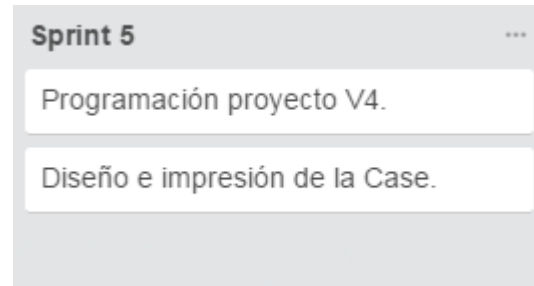 Sprint 5
Programación proyecto V4.
Diseño e impresión de la Case.